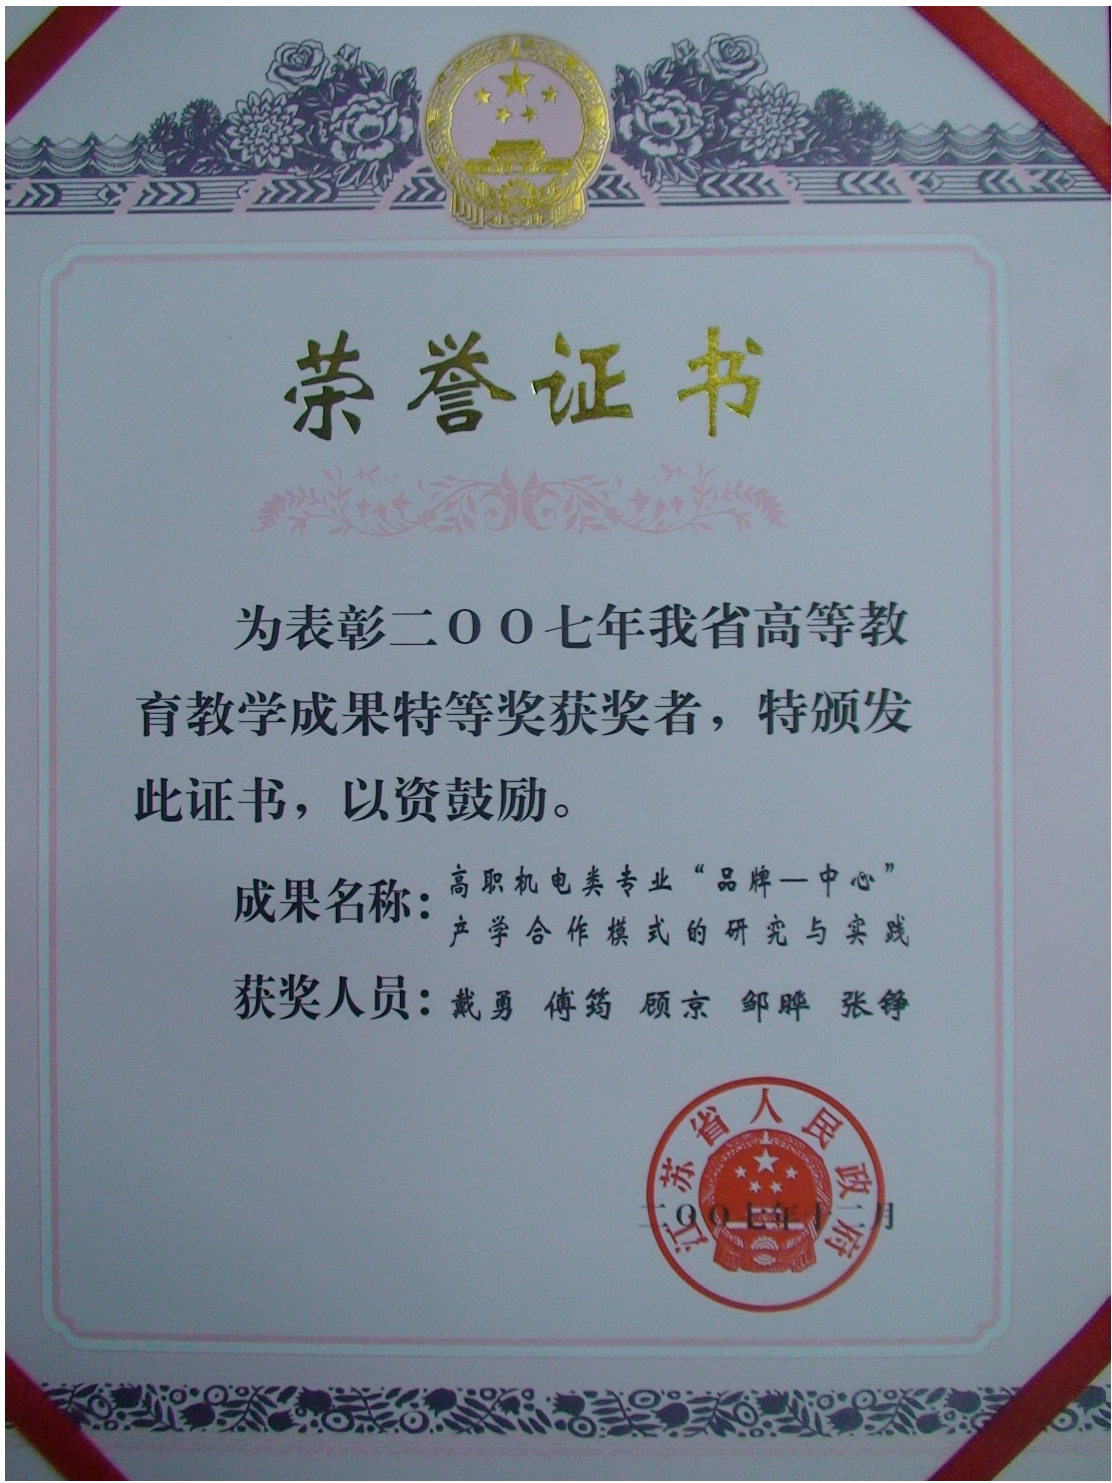 荣誉证书
为表彰二００七年我省高等教
育教学成果特等奖获奖者，特颁发
此证书，以资鼓励。
成果名称：高职机电类专业“品牌—中心”
产学合作模式的研究与实践
获奖人员：戴勇 傅筠 顾京 邹晔 张铮
江苏省人民政府
二００七年十二月